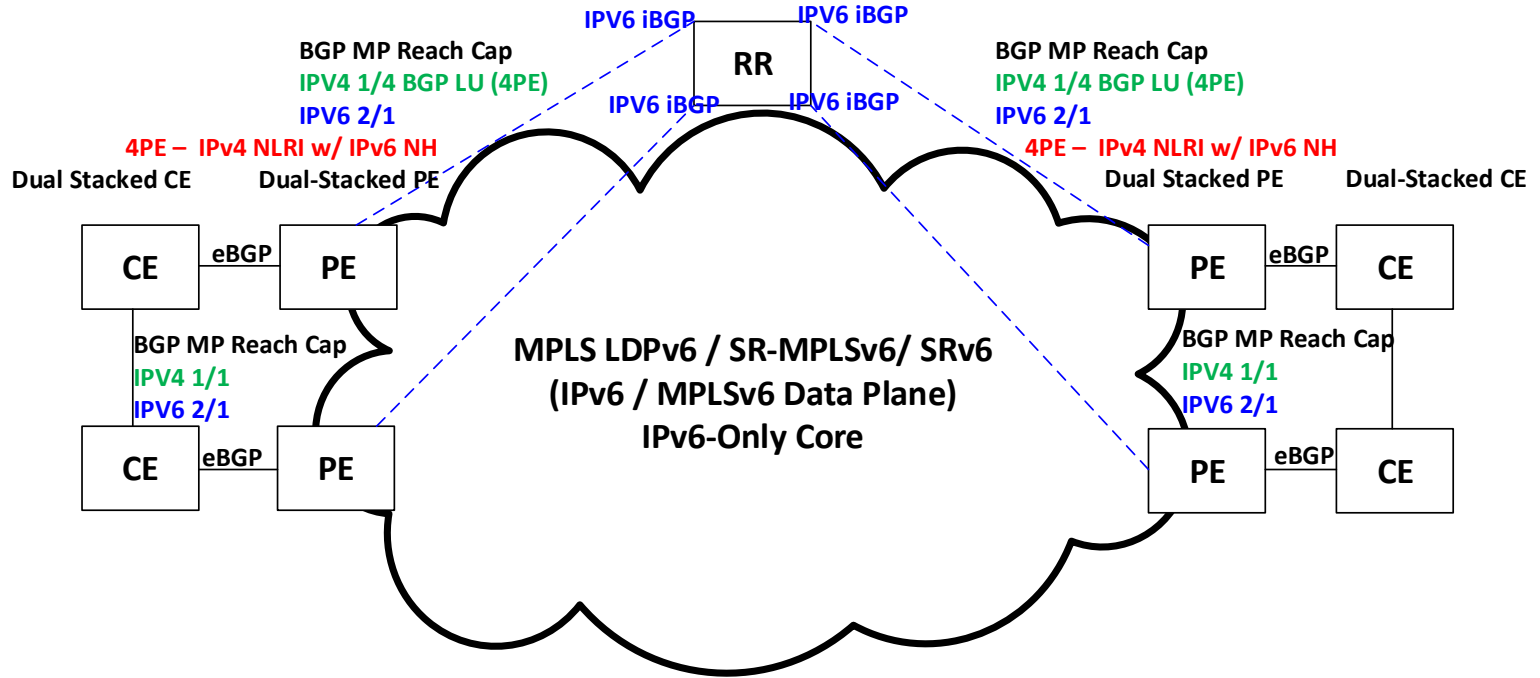 IPV6 iBGP
IPV6 iBGP
RR
IPV6 iBGP
IPV6 iBGP
BGP MP Reach Cap
IPV4 1/4 BGP LU (4PE)
IPV6 2/1
4PE – IPv4 NLRI w/ IPv6 NH
Dual Stacked CE
Dual-Stacked PE
BGP MP Reach Cap
IPV4 1/4 BGP LU (4PE)
IPV6 2/1
4PE – IPv4 NLRI w/ IPv6 NH
Dual Stacked PE
Dual-Stacked CE
CE
eBGP
PE
PE
eBGP
CE
BGP MP Reach Cap
IPV4 1/1
IPV6 2/1
MPLS LDPv6 / SR-MPLSv6/ SRv6
(IPv6 / MPLSv6 Data Plane)
IPv6-Only Core
BGP MP Reach Cap
IPV4 1/1
IPV6 2/1
CE
eBGP
PE
PE
eBGP
CE